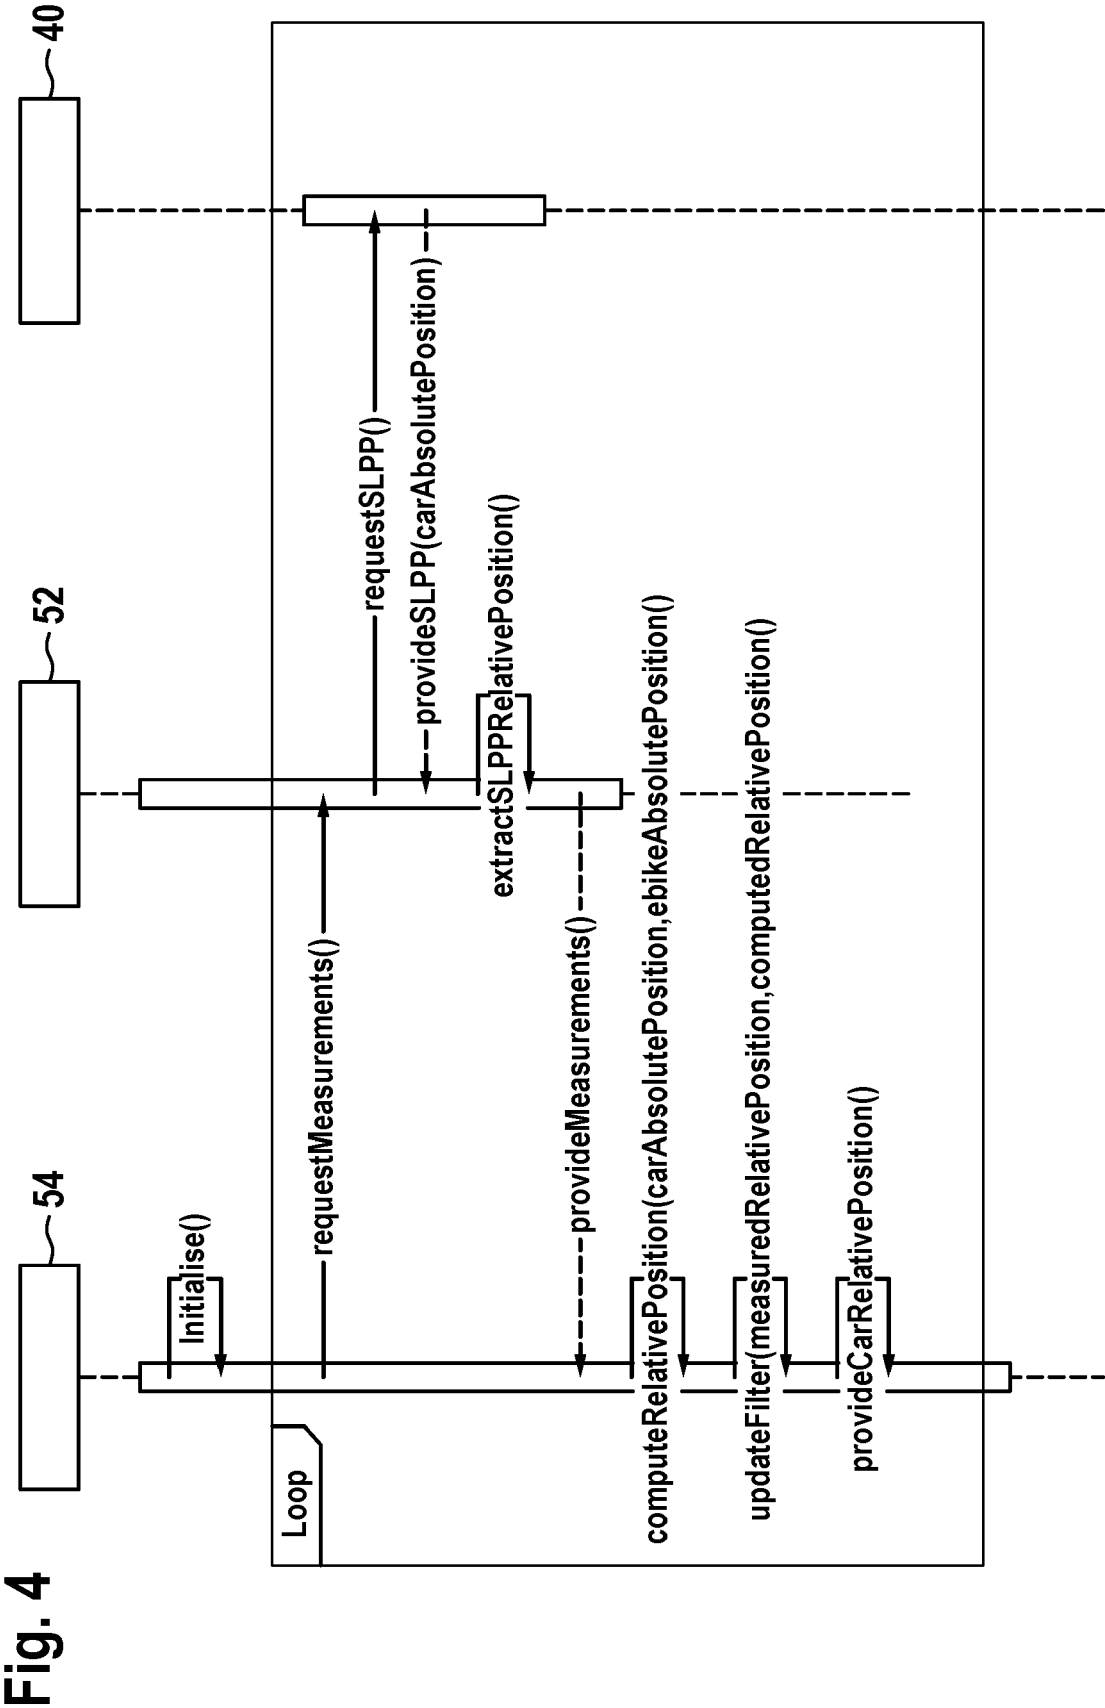 Fig. 4
54
52
40
Initialise()
Loop
requestMeasurements()
requestSLPP()
provideSLPP(carAbsolutePosition)
extractSLPPRelativePosition()
provideMeasurements()
computeRelativePosition(carAbsolutePosition,ebikeAbsolutePosition()
updateFilter(measuredRelativePosition,computedRelativePosition()
provideCarRelativePosition()